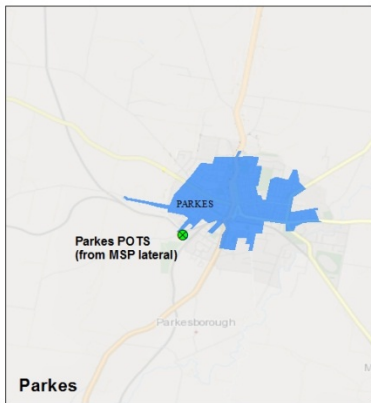 PARKES
Parkes POTS
(from MSP lateral)
Parkesborough
M
Parkes